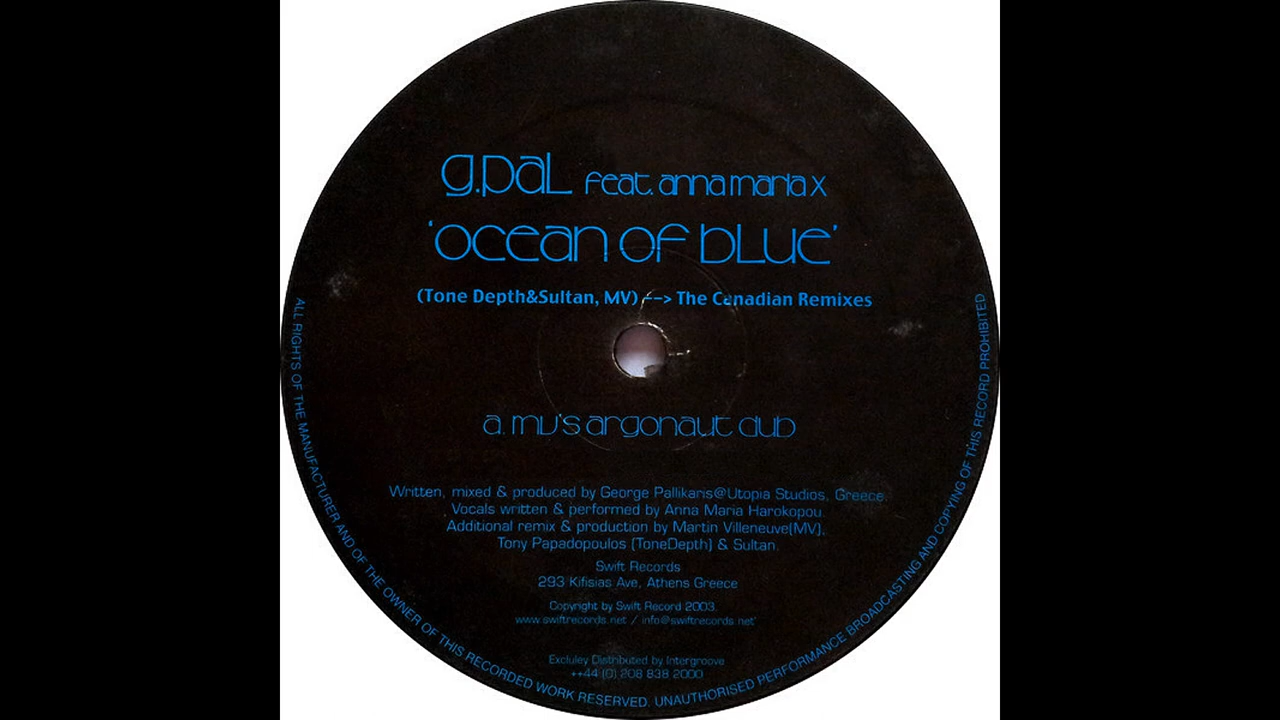 g.pal feat. anna maria x
'ocean of blue'
(Tone Depth&Sultan, MV) --> The Canadian Remixes
a. mv's argonaut dub
Written, mixed & produced by George Pallikaris@Utopia Studios, Greece.
Vocals written & performed by Anna Maria Harokopou.
Additional remix & production by Martin Villeneuve(MV),
Tony Papadopoulos (ToneDepth) & Sultan.
Swift Records
293 Kifisias Ave, Athens Greece
Copyright by Swift Record 2003.
www.swiftrecords.net / info@swiftrecords.net'
Excluley Distributed by Intergroove
++44 (0) 208 838 2000
ALL RIGHTS OF THE MANUFACTURER AND OF THE OWNER OF THIS RECORDED WORK RESERVED. UNAUTHORISED PERFORMANCE BROADCASTING AND COPYING OF THIS RECORD PROHIBITED